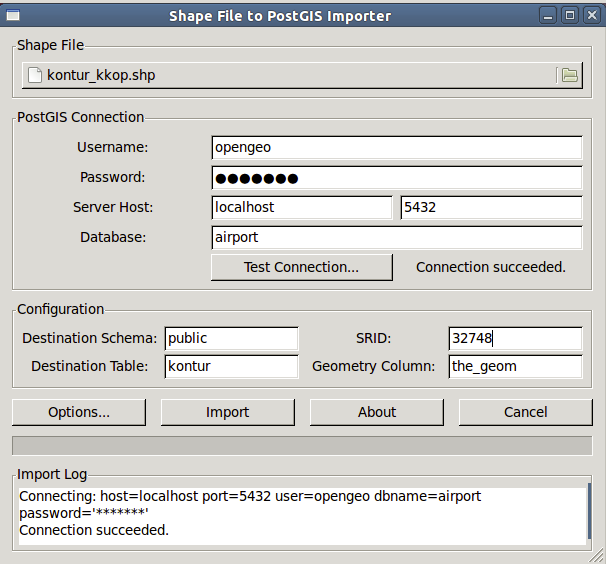 Shape File to PostGIS Importer
Shape File
kontur_kkop.shp
PostGIS Connection
Username: opengeo
Password: ●●●●●●●
Server Host: localhost 5432
Database: airport
Test Connection... Connection succeeded.
Configuration
Destination Schema: public SRID: 32748
Destination Table: kontur Geometry Column: the_geom
Options... Import About Cancel
Import Log
Connecting: host=localhost port=5432 user=opengeo dbname=airport
password='*******'
Connection succeeded.